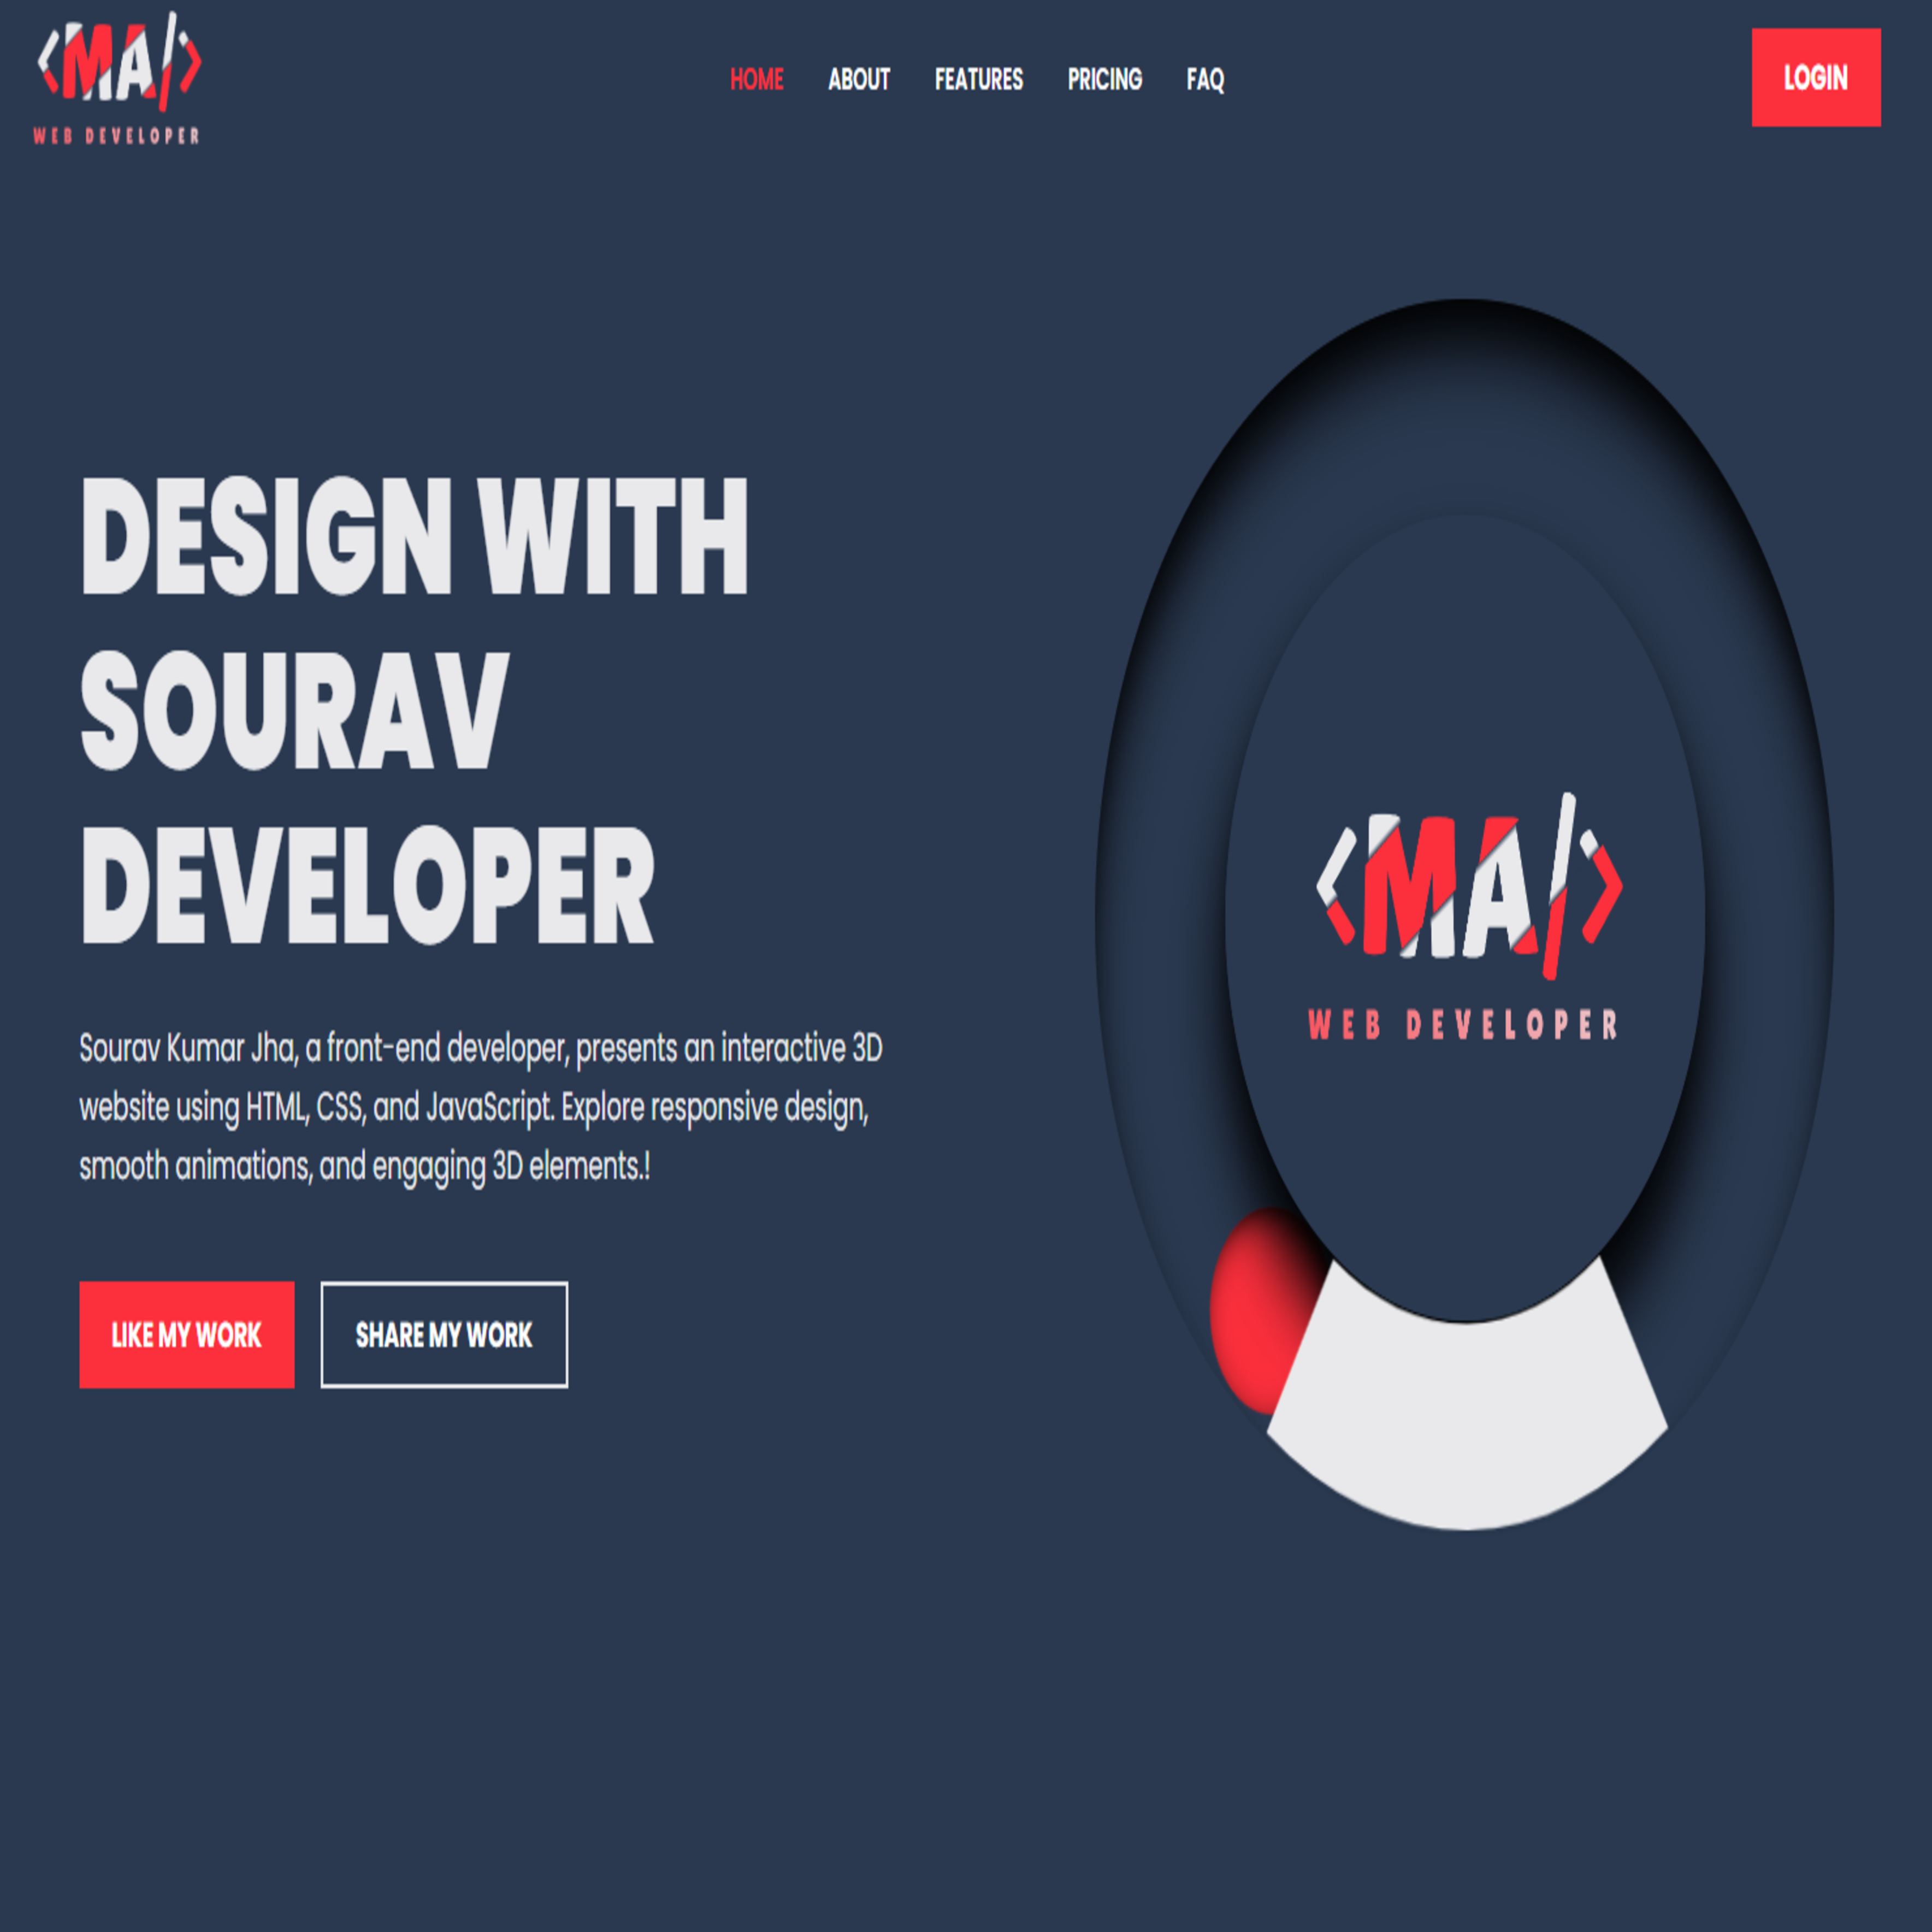 <MA/>
WEB DEVELOPER
HOME ABOUT FEATURES PRICING FAQ
LOGIN
DESIGN WITH
SOURAV
DEVELOPER
Sourav Kumar Jha, a front-end developer, presents an interactive 3D
website using HTML, CSS, and JavaScript. Explore responsive design,
smooth animations, and engaging 3D elements.!
LIKE MY WORK
SHARE MY WORK
<MA/>
WEB DEVELOPER